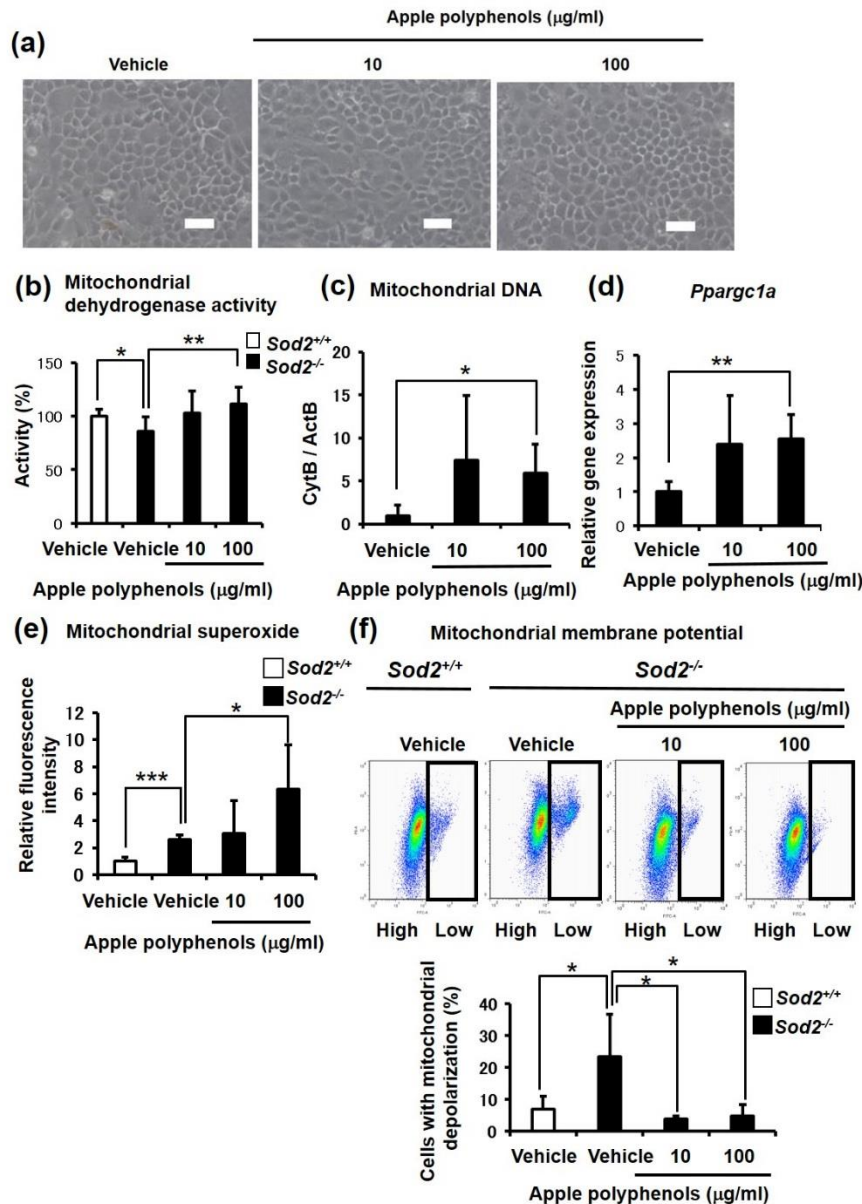 Apple polyphenols (μg/ml)
(a)
Vehicle 10 100
(b) Mitochondrial dehydrogenase activity
* **
Sod2+/+
Sod2-/-
Activity (%)
150
100
50
0
Vehicle Vehicle 10 100
Apple polyphenols (μg/ml)
(c) Mitochondrial DNA
*
CytB / ActB
20
15
10
5
0
Vehicle 10 100
Apple polyphenols (μg/ml)
(d) Ppargc1a
**
Relative gene expression
5
4
3
2
1
0
Vehicle 10 100
Apple polyphenols (μg/ml)
(e) Mitochondrial superoxide
Sod2+/+
Sod2-/-
*** *
Relative fluorescence
intensity
12
10
8
6
4
2
0
Vehicle Vehicle 10 100
Apple polyphenols (μg/ml)
(f) Mitochondrial membrane potential
Sod2+/+ Sod2-/-
Apple polyphenols (μg/ml)
Vehicle Vehicle 10 100
High Low High Low High Low High Low
* * *
Sod2+/+
Sod2-/-
Cells with mitochondrial
depolarization (%)
40
30
20
10
0
Vehicle Vehicle 10 100
Apple polyphenols (μg/ml)